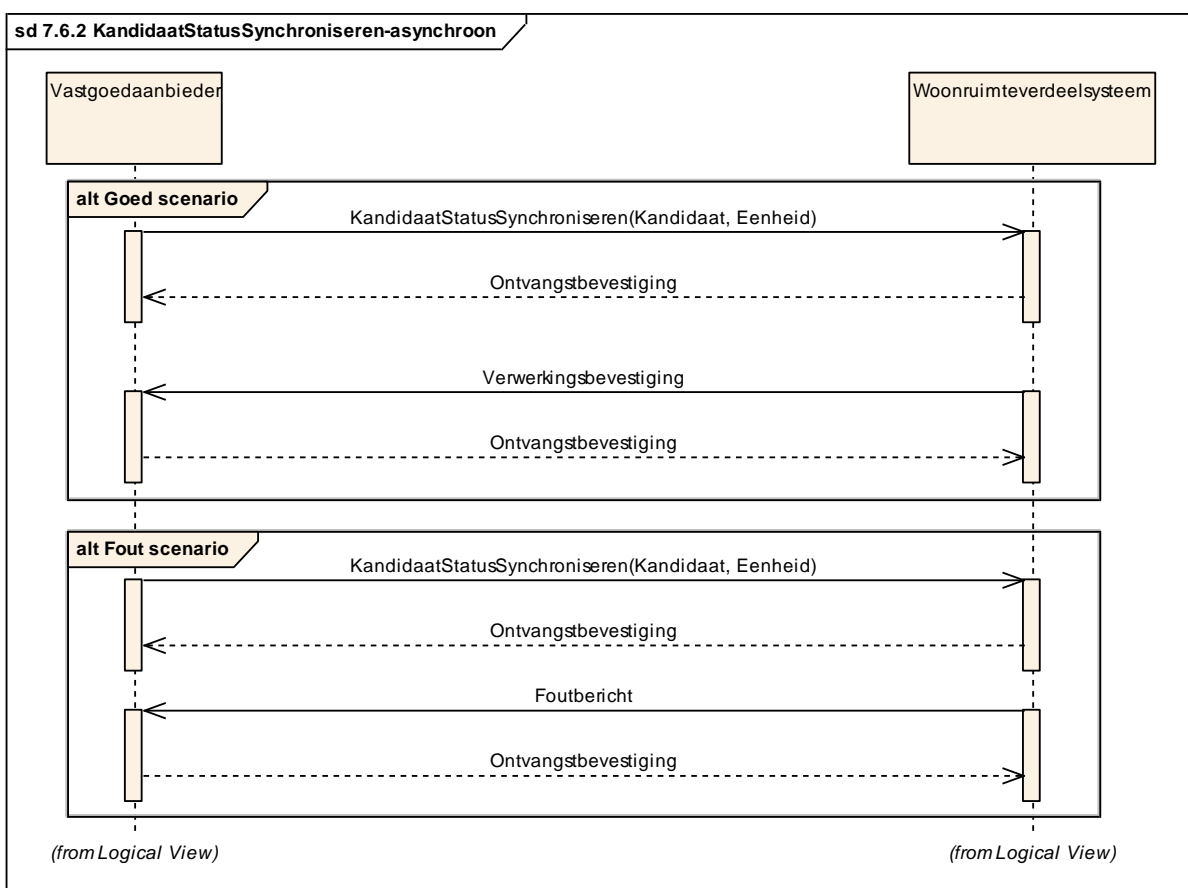 sd 7.6.2 KandidaatStatusSynchroniseren-asynchroon
Vastgoedaanbieder
Woonruimteverdeelsysteem
alt Goed scenario
KandidaatStatusSynchroniseren(Kandidaat, Eenheid)
Ontvangstbevestiging
Verwerkingsbevestiging
Ontvangstbevestiging
alt Fout scenario
KandidaatStatusSynchroniseren(Kandidaat, Eenheid)
Ontvangstbevestiging
Foutbericht
Ontvangstbevestiging
(from Logical View)
(from Logical View)